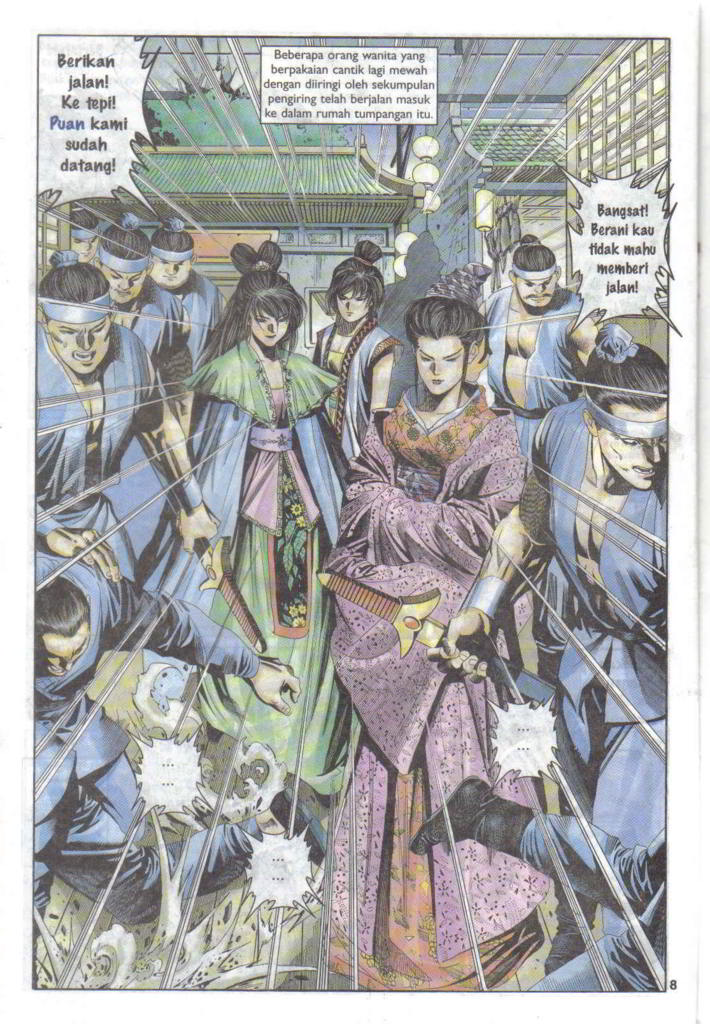 Berikan
jalan!
Ke tepi!
Puan kami
sudah
datang!
Beberapa orang wanita yang
berpakaian cantik lagi mewah
dengan diiringi oleh sekumpulan
pengiring telah berjalan masuk
ke dalam rumah tumpangan itu.
Bangsat!
Berani kau
tidak mahu
memberi
jalan!
...
...
...
...
...
...
8